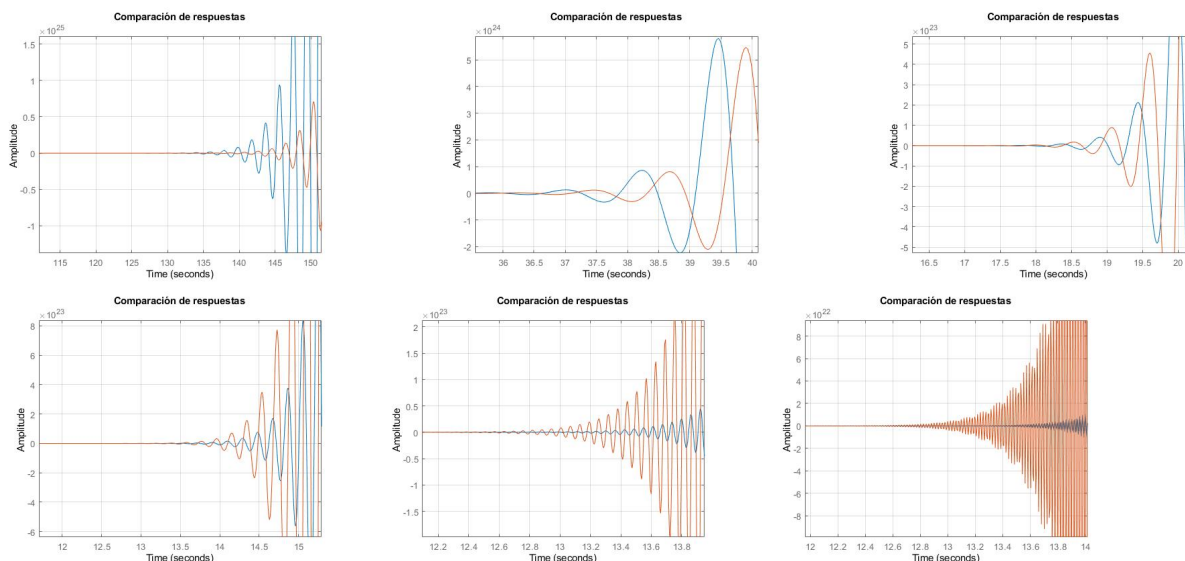 Comparación de respuestas
×10^25
1.5
1
0.5
0
-0.5
-1
Amplitude
115 120 125 130 135 140 145 150
Time (seconds)
Comparación de respuestas
×10^24
5
4
3
2
1
0
-1
-2
Amplitude
36 36.5 37 37.5 38 38.5 39 39.5 40
Time (seconds)
Comparación de respuestas
×10^23
5
4
3
2
1
0
-1
-2
-3
-4
-5
Amplitude
16.5 17 17.5 18 18.5 19 19.5 20
Time (seconds)
Comparación de respuestas
×10^23
8
6
4
2
0
-2
-4
-6
Amplitude
12 12.5 13 13.5 14 14.5 15
Time (seconds)
Comparación de respuestas
×10^23
2
1.5
1
0.5
0
-0.5
-1
-1.5
Amplitude
12.2 12.4 12.6 12.8 13 13.2 13.4 13.6 13.8
Time (seconds)
Comparación de respuestas
×10^22
8
6
4
2
0
-2
-4
-6
-8
Amplitude
12 12.2 12.4 12.6 12.8 13 13.2 13.4 13.6 13.8 14
Time (seconds)